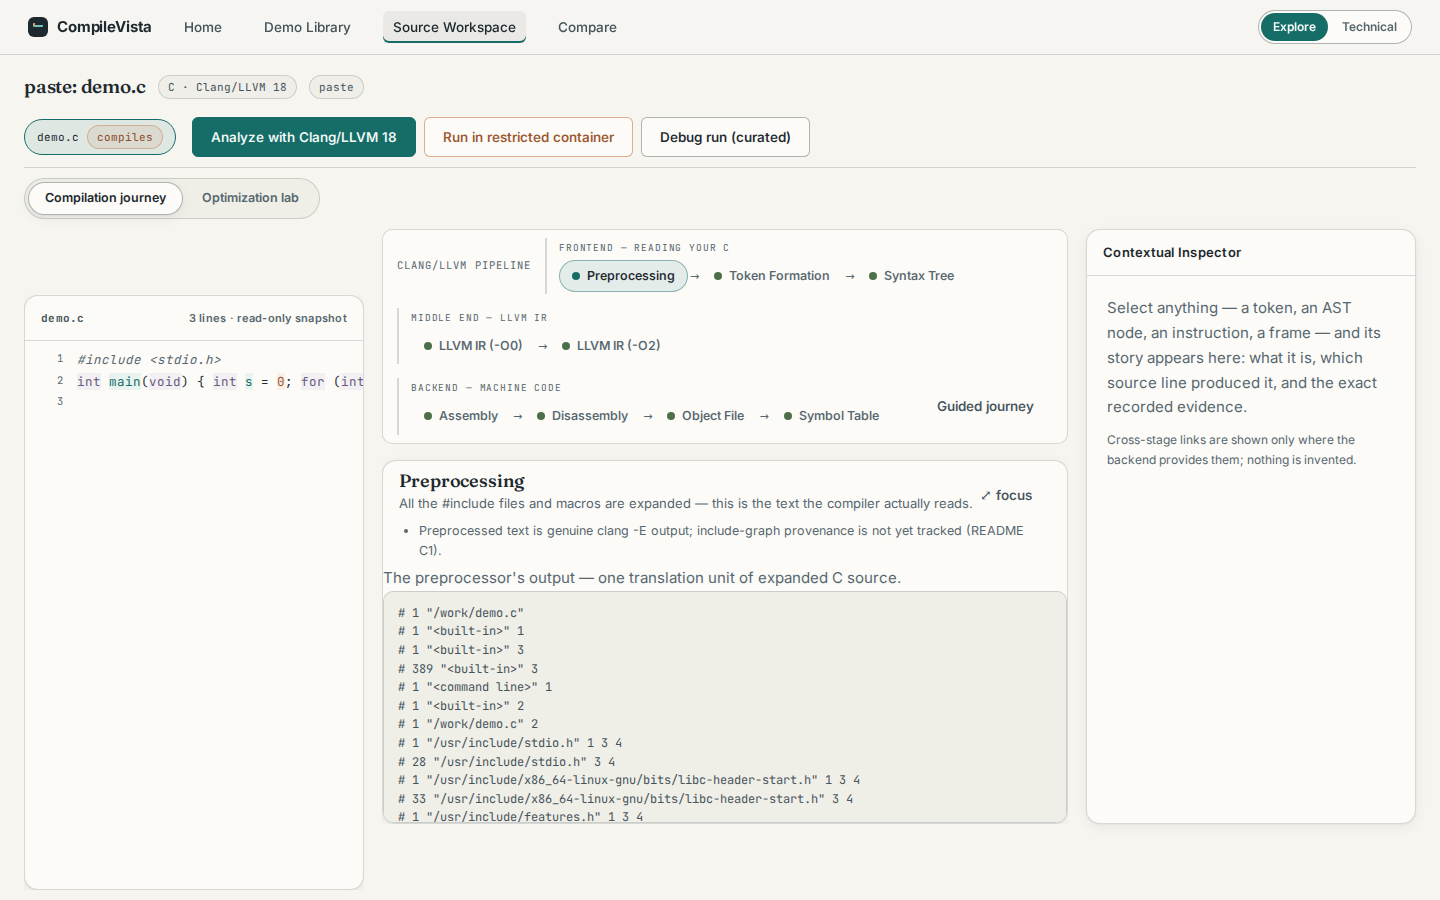 CompileVista
Home
Demo Library
Source Workspace
Compare
Explore
Technical
paste: demo.c
C · Clang/LLVM 18
paste
demo.c
compiles
Analyze with Clang/LLVM 18
Run in restricted container
Debug run (curated)
Compilation journey
Optimization lab
demo.c
3 lines · read-only snapshot
1 #include <stdio.h>
2 int main(void) { int s = 0; for (int
3
CLANG/LLVM PIPELINE
FRONTEND — READING YOUR C
Preprocessing → Token Formation → Syntax Tree
MIDDLE END — LLVM IR
LLVM IR (-O0) → LLVM IR (-O2)
BACKEND — MACHINE CODE
Assembly → Disassembly → Object File → Symbol Table
Guided journey
Preprocessing
All the #include files and macros are expanded — this is the text the compiler actually reads.
⤢ focus
• Preprocessed text is genuine clang -E output; include-graph provenance is not yet tracked (README
C1).
The preprocessor's output — one translation unit of expanded C source.
# 1 "/work/demo.c"
# 1 "<built-in>" 1
# 1 "<built-in>" 3
# 389 "<built-in>" 3
# 1 "<command line>" 1
# 1 "<built-in>" 2
# 1 "/work/demo.c" 2
# 1 "/usr/include/stdio.h" 1 3 4
# 28 "/usr/include/stdio.h" 3 4
# 1 "/usr/include/x86_64-linux-gnu/bits/libc-header-start.h" 1 3 4
# 33 "/usr/include/x86_64-linux-gnu/bits/libc-header-start.h" 3 4
# 1 "/usr/include/features.h" 1 3 4
Contextual Inspector
Select anything — a token, an AST
node, an instruction, a frame — and its
story appears here: what it is, which
source line produced it, and the exact
recorded evidence.
Cross-stage links are shown only where the
backend provides them; nothing is invented.